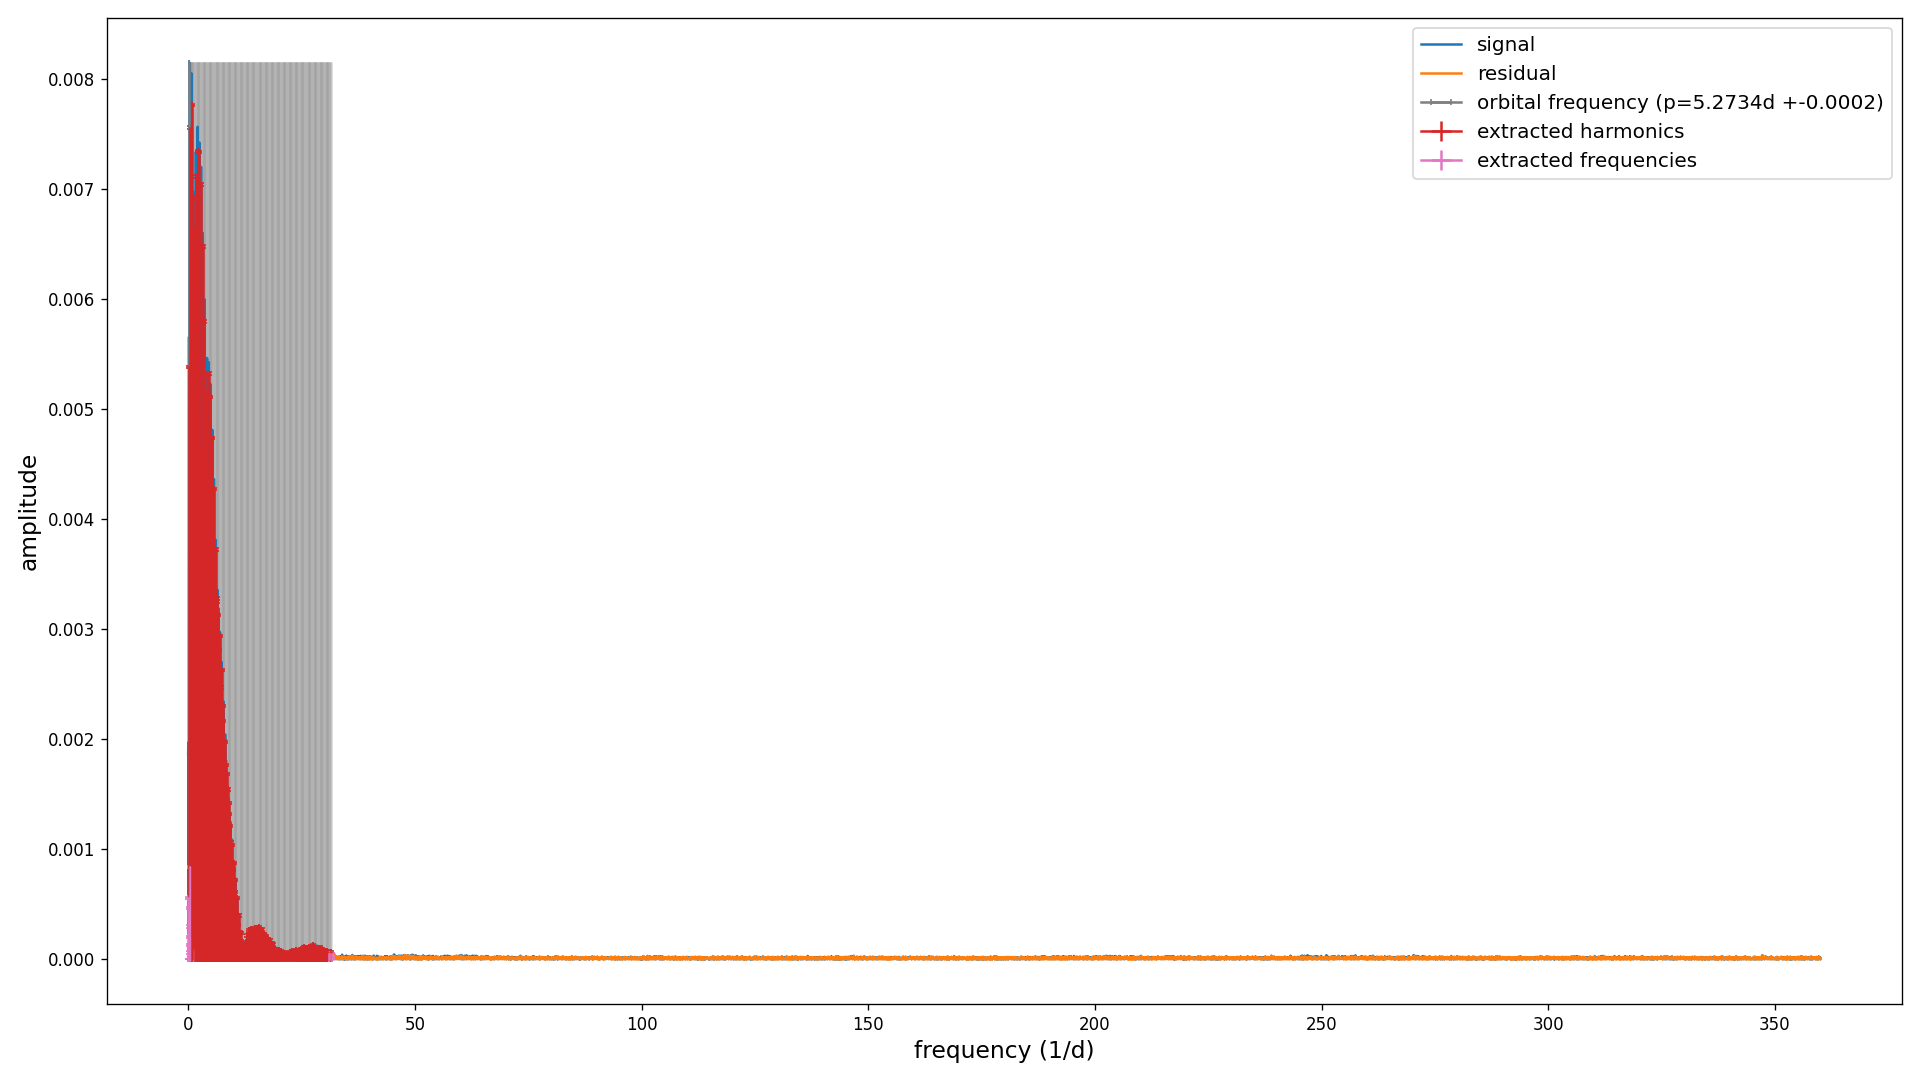 signal
residual
orbital frequency (p=5.2734d +-0.0002)
extracted harmonics
extracted frequencies
0.008
0.007
0.006
0.005
0.004
0.003
0.002
0.001
0.000
amplitude
0 50 100 150 200 250 300 350
frequency (1/d)